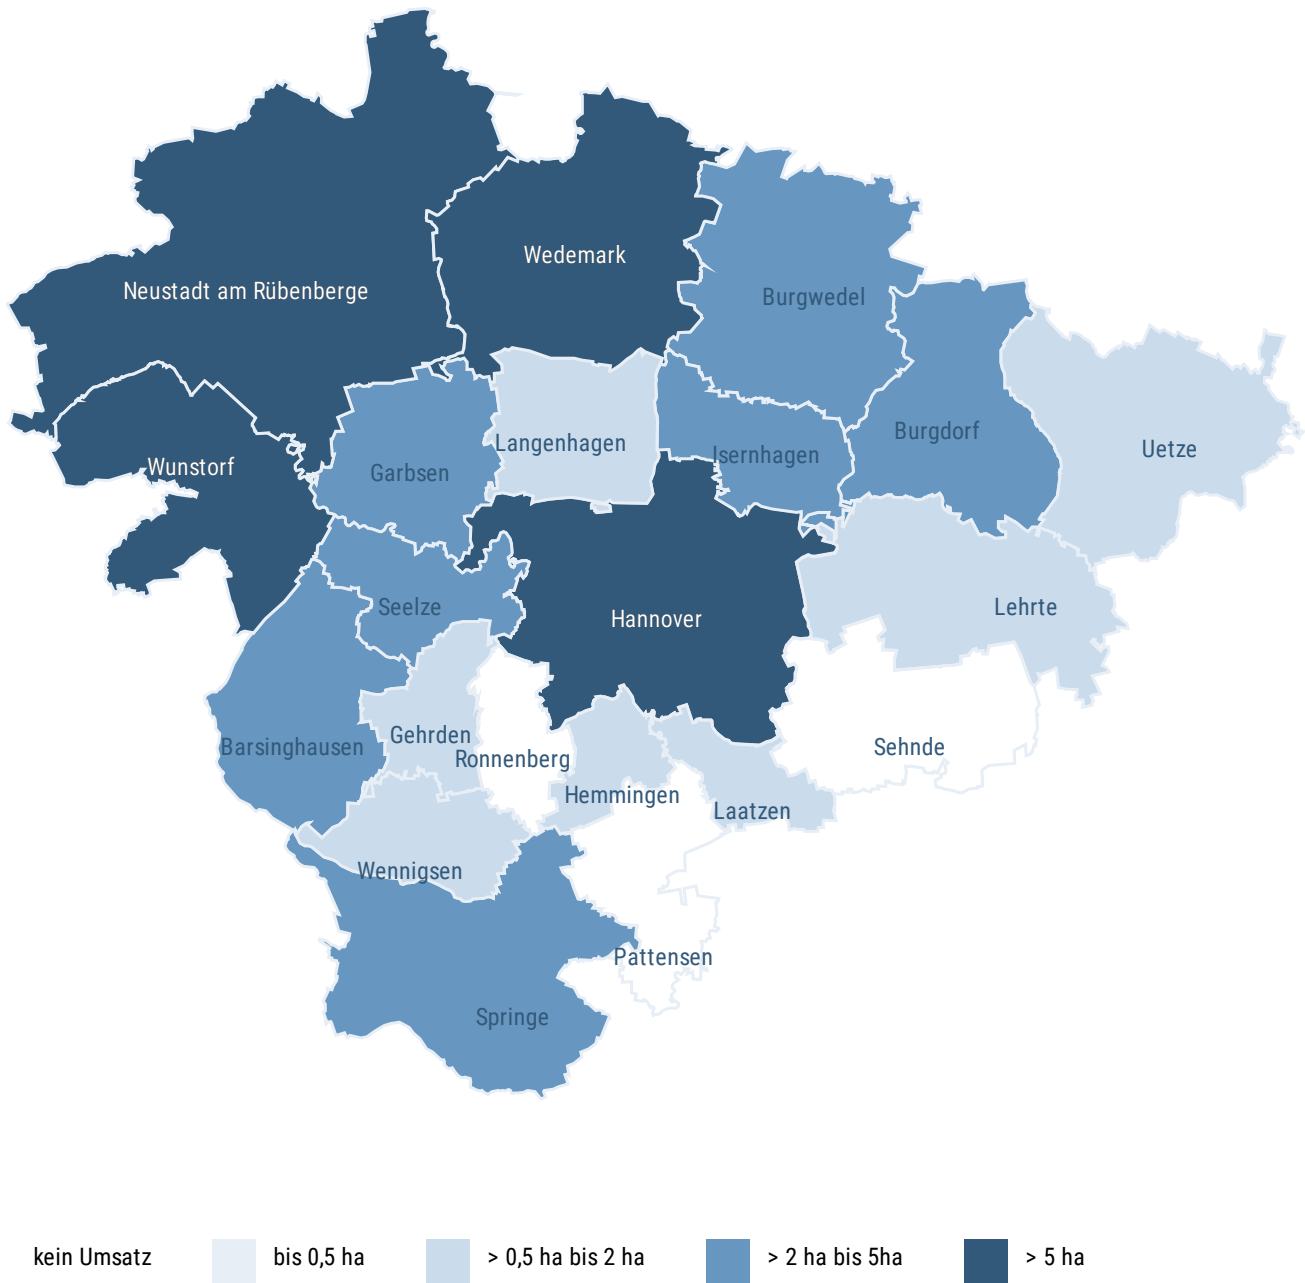 Wedemark
Neustadt am Rübenberge
Burgwedel
Burgdorf
Langenhagen
Uetze
Isernhagen
Wunstorf
Garbsen
Seelze
Lehrte
Hannover
Gehrden
Barsinghausen
Sehnde
Ronnenberg
Hemmingen
Laatzen
Wennigsen
Pattensen
Springe
kein Umsatz bis 0,5 ha > 0,5 ha bis 2 ha > 2 ha bis 5ha > 5 ha